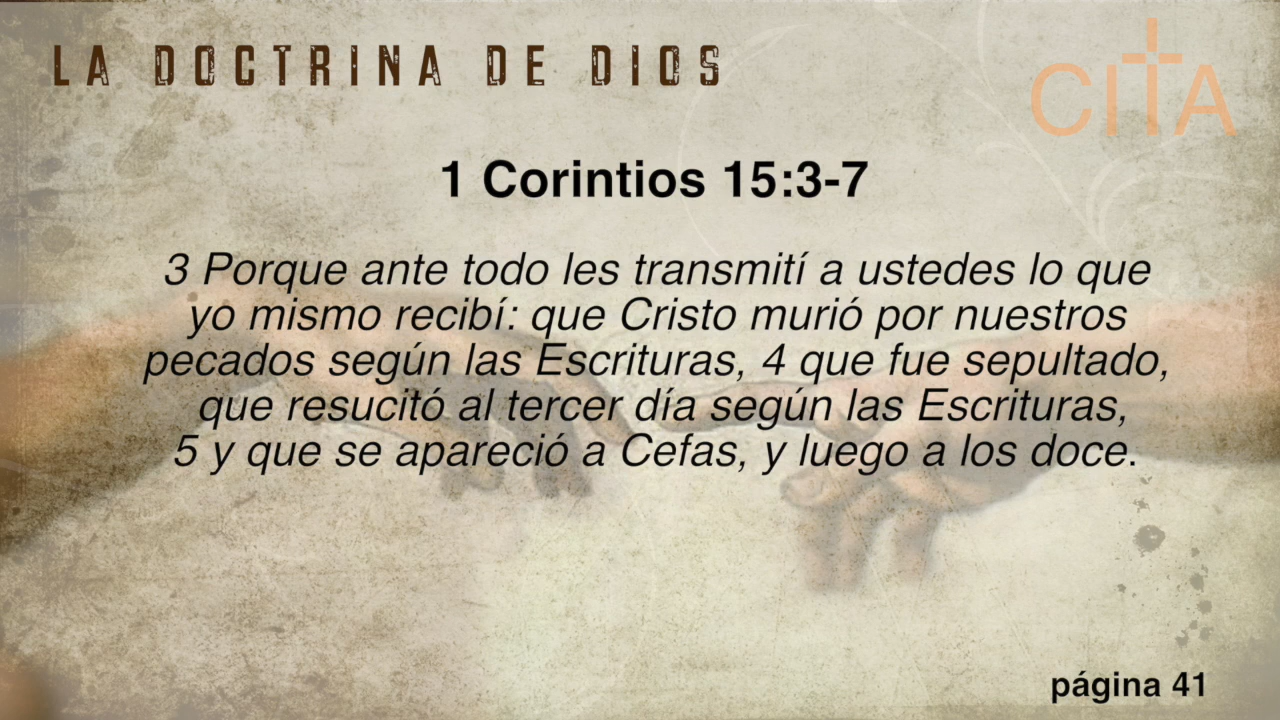 LA DOCTRINA DE DIOS
CITA
1 Corintios 15:3-7
3 Porque ante todo les transmití a ustedes lo que
yo mismo recibí: que Cristo murió por nuestros
pecados según las Escrituras, 4 que fue sepultado,
que resucitó al tercer día según las Escrituras,
5 y que se apareció a Cefas, y luego a los doce.
página 41